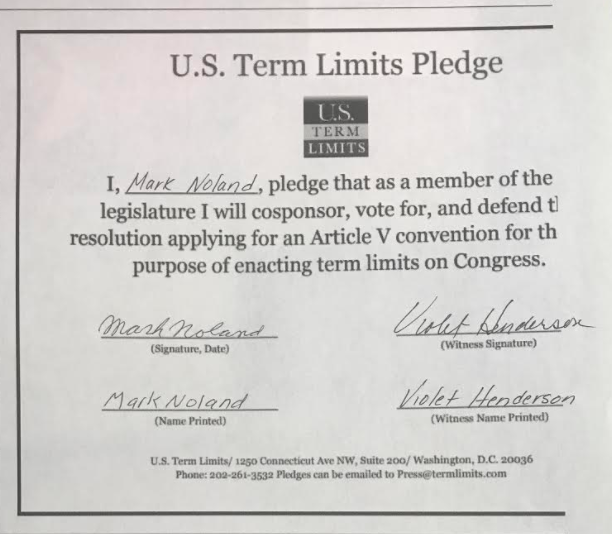 U.S. Term Limits Pledge
U.S.
TERM
LIMITS
I, Mark Noland, pledge that as a member of the
legislature I will cosponsor, vote for, and defend t
resolution applying for an Article V convention for th
purpose of enacting term limits on Congress.
Mark Noland Violet Henderson
(Signature, Date) (Witness Signature)
Mark Noland Violet Henderson
(Name Printed) (Witness Name Printed)
U.S. Term Limits/ 1250 Connecticut Ave NW, Suite 200/ Washington, D.C. 20036
Phone: 202-261-3532 Pledges can be emailed to Press@termlimits.com